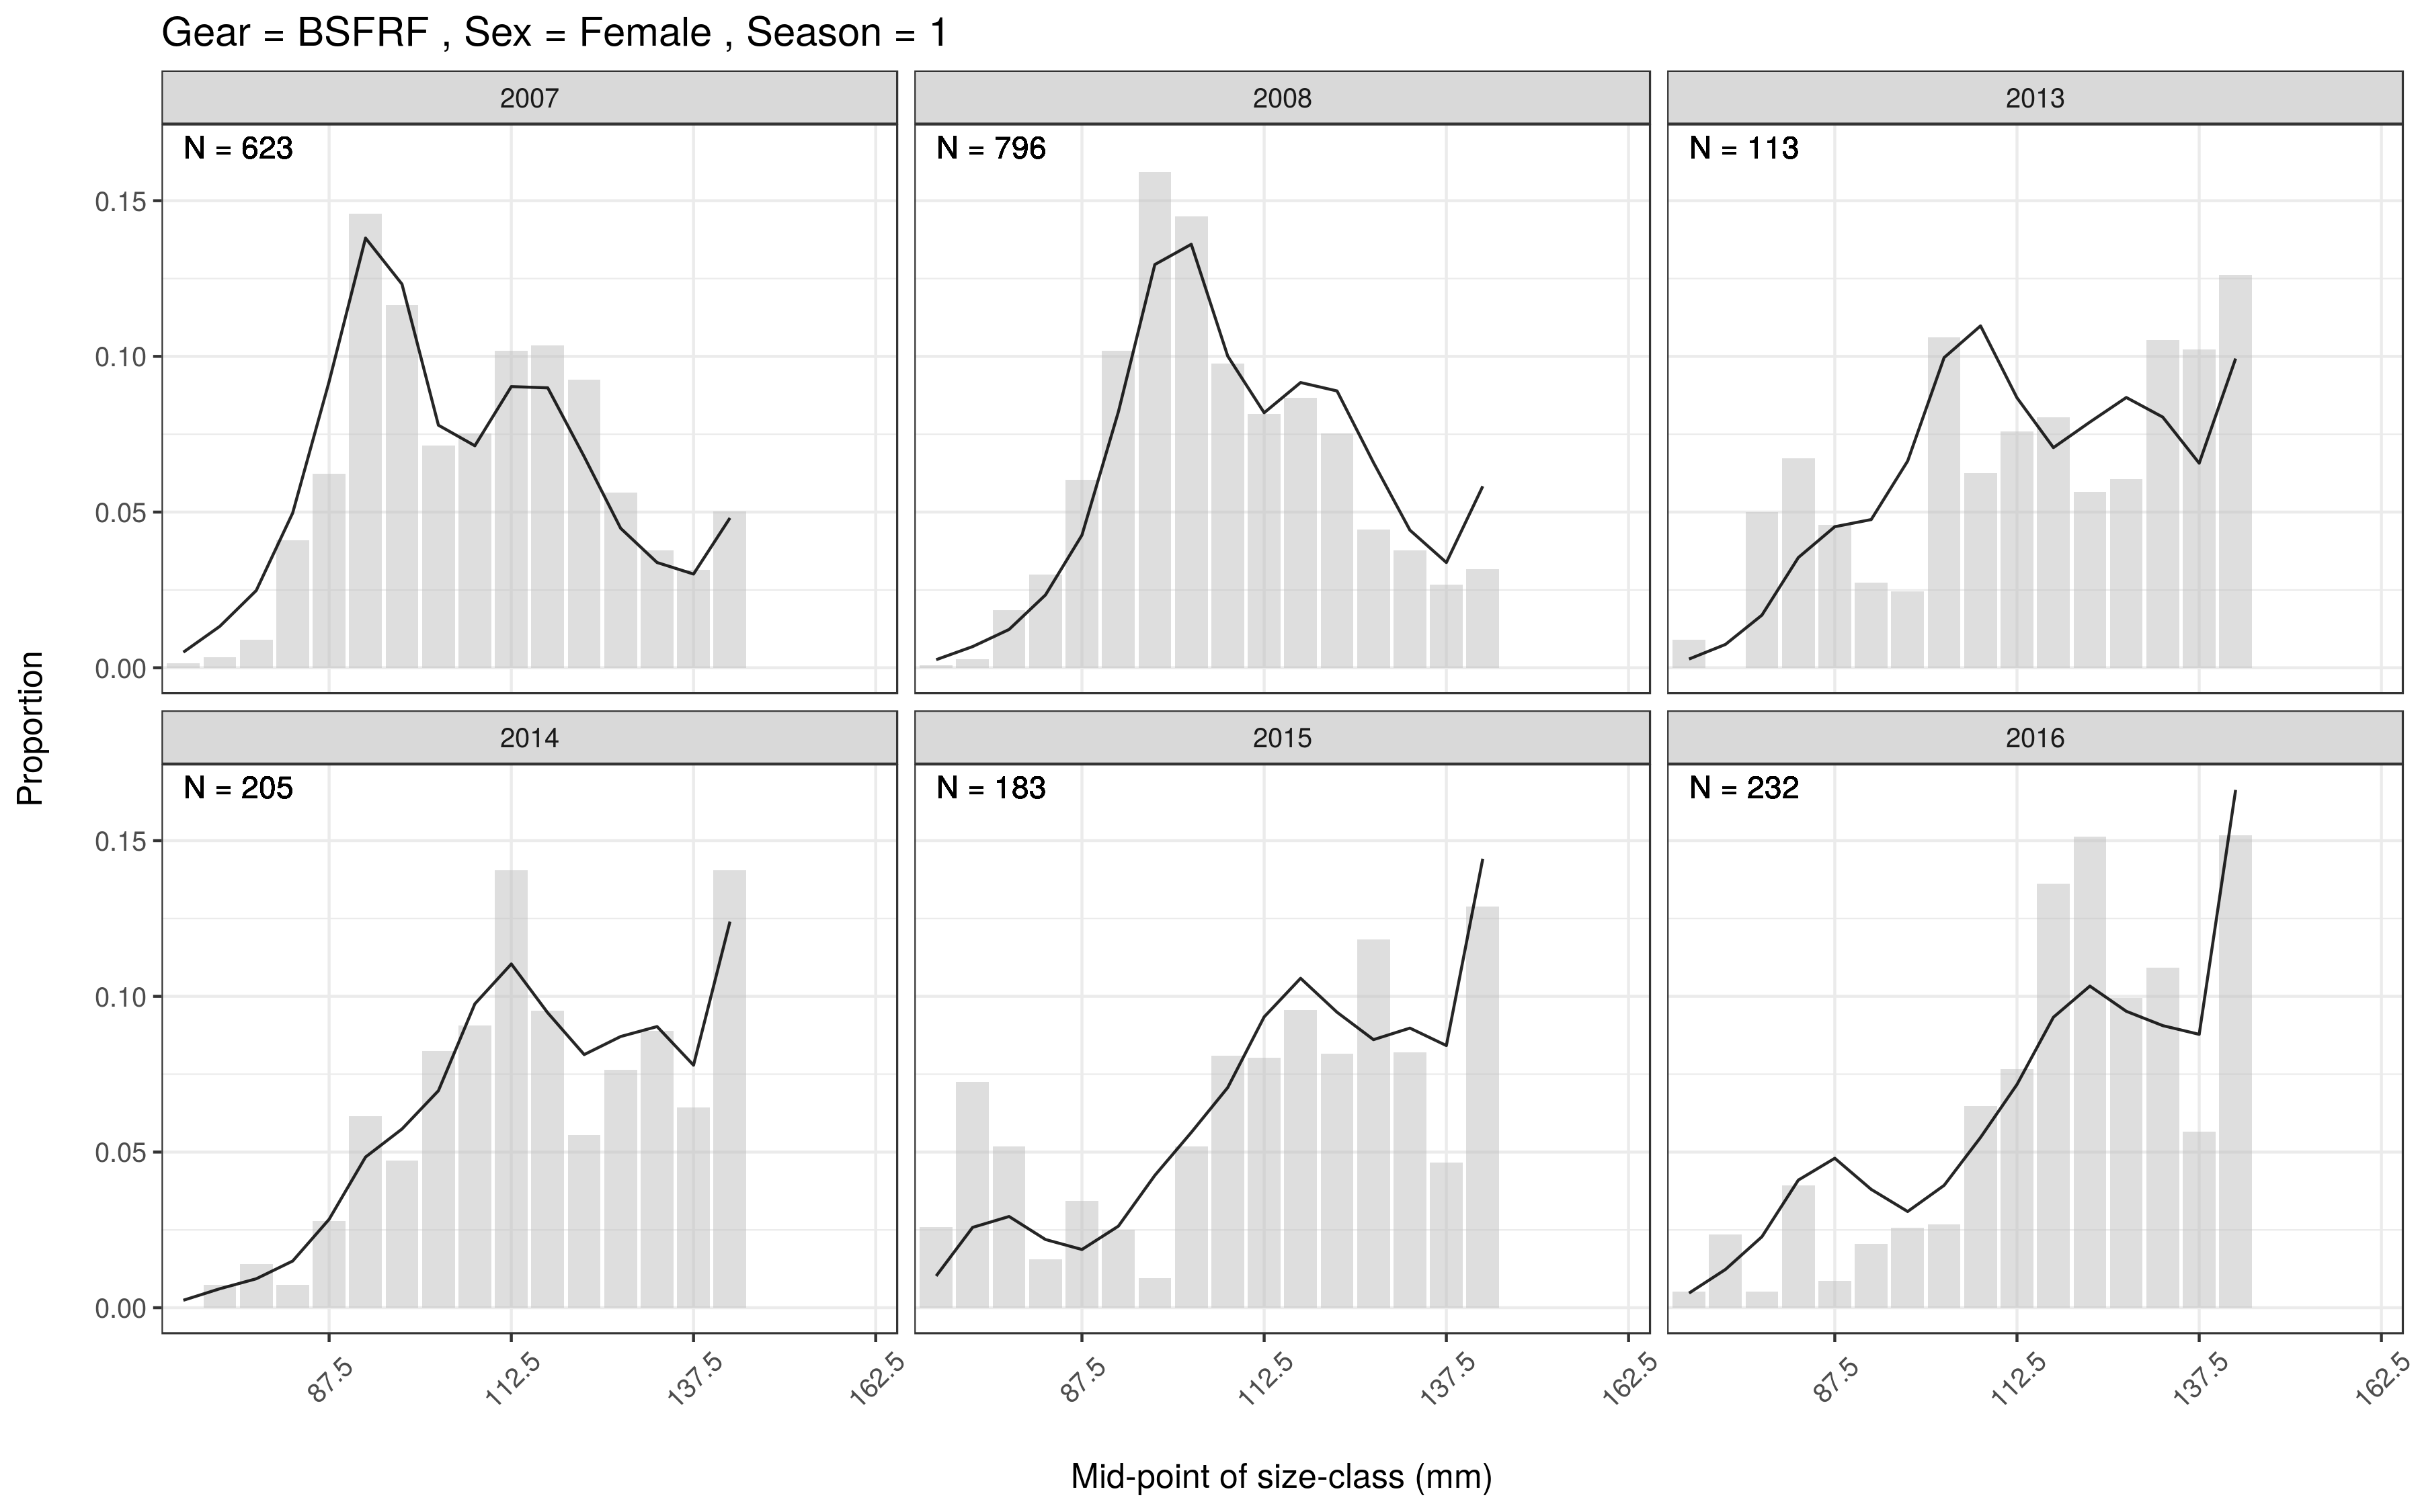 Gear = BSFRF , Sex = Female , Season = 1
2007
2008
2013
N = 623
N = 796
N = 113
0.15
0.10
0.05
0.00
Proportion
2014
2015
2016
N = 205
N = 183
N = 232
0.15
0.10
0.05
0.00
87.5
112.5
137.5
162.5
87.5
112.5
137.5
162.5
87.5
112.5
137.5
162.5
Mid-point of size-class (mm)